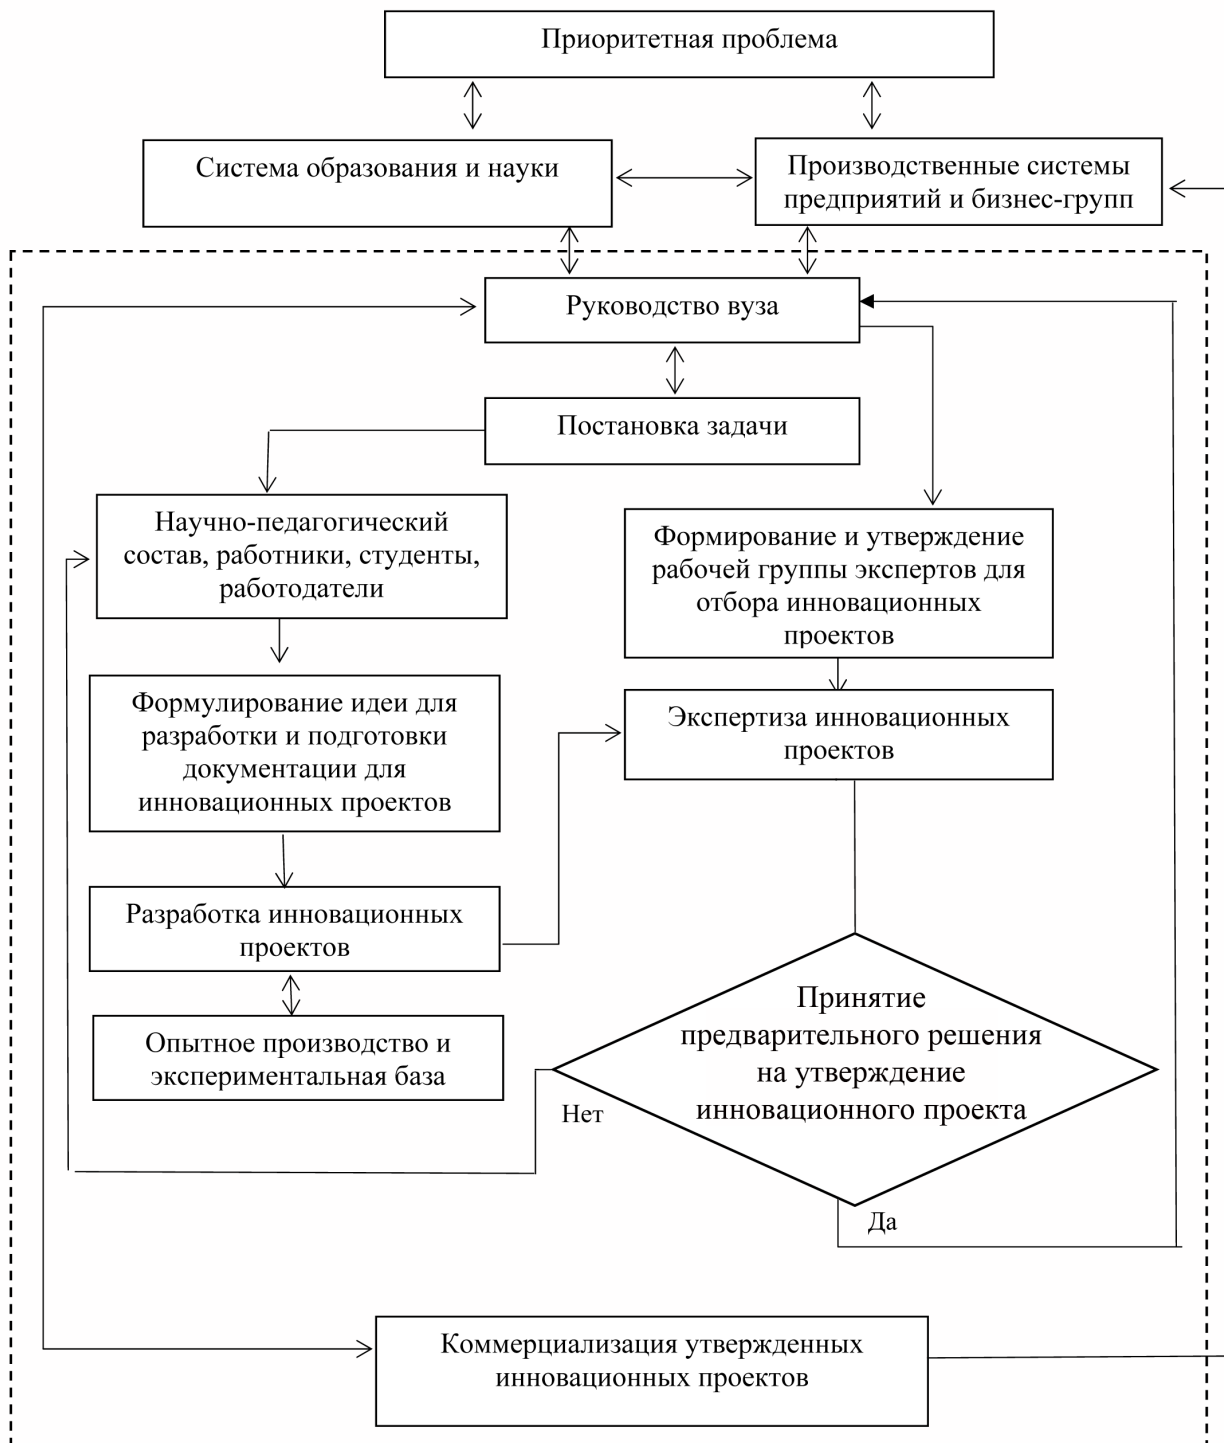 Приоритетная проблема
Система образования и науки
Производственные системы
предприятий и бизнес-групп
Руководство вуза
Постановка задачи
Научно-педагогический
состав, работники, студенты,
работодатели
Формирование и утверждение
рабочей группы экспертов для
отбора инновационных
проектов
Формулирование идеи для
разработки и подготовки
документации для
инновационных проектов
Экспертиза инновационных
проектов
Разработка инновационных
проектов
Опытное производство и
экспериментальная база
Принятие
предварительного решения
на утверждение
инновационного проекта
Нет
Да
Коммерциализация утвержденных
инновационных проектов